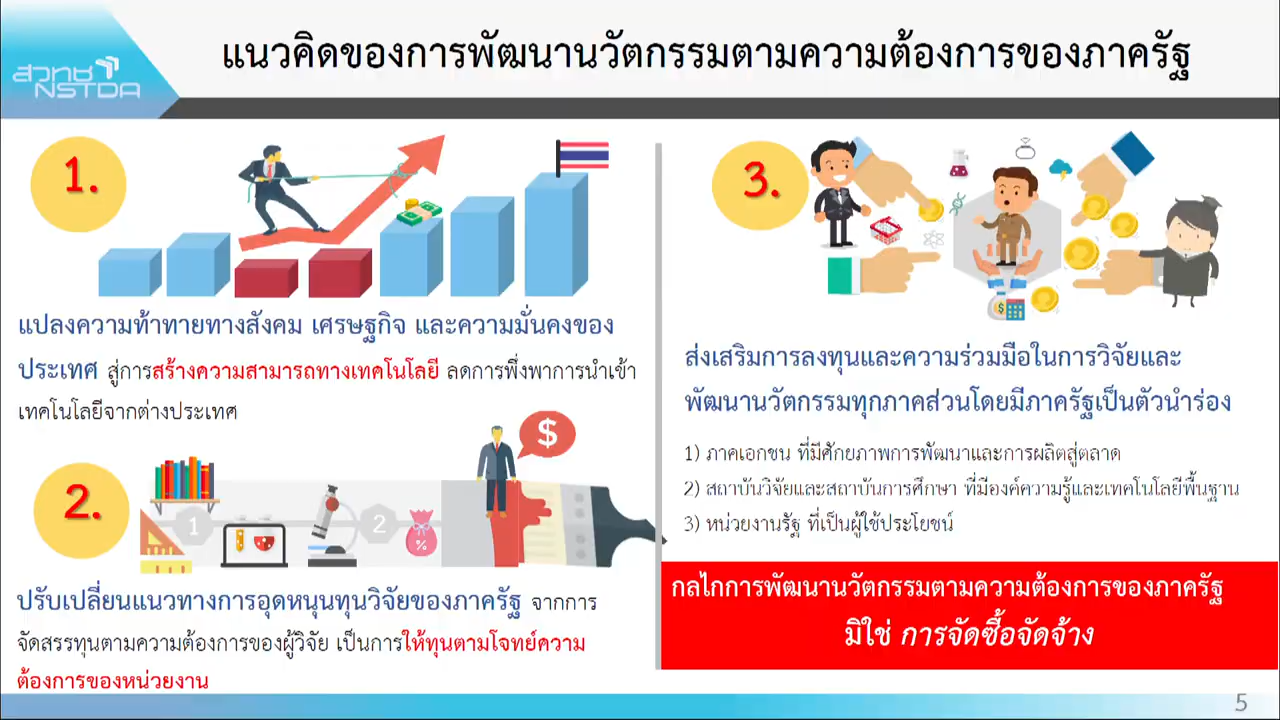 สวทช
NSTDA
แนวคิดของการพัฒนานวัตกรรมตามความต้องการของภาครัฐ
1.
แปลงความท้าทายทางสังคม เศรษฐกิจ และความมั่นคงของ
ประเทศ สู่การสร้างความสามารถทางเทคโนโลยี ลดการพึ่งพาการนำเข้า
เทคโนโลยีจากต่างประเทศ
2.
1
2
%
$
ปรับเปลี่ยนแนวทางการอุดหนุนทุนวิจัยของภาครัฐ จากการ
จัดสรรทุนตามความต้องการของผู้วิจัย เป็นการให้ทุนตามโจทย์ความ
ต้องการของหน่วยงาน
3.
$
ส่งเสริมการลงทุนและความร่วมมือในการวิจัยและ
พัฒนานวัตกรรมทุกภาคส่วนโดยมีภาครัฐเป็นตัวนำร่อง
1) ภาคเอกชน ที่มีศักยภาพการพัฒนาและการผลิตสู่ตลาด
2) สถาบันวิจัยและสถาบันการศึกษา ที่มีองค์ความรู้และเทคโนโลยีพื้นฐาน
3) หน่วยงานรัฐ ที่เป็นผู้ใช้ประโยชน์
กลไกการพัฒนานวัตกรรมตามความต้องการของภาครัฐ
มิใช่ การจัดซื้อจัดจ้าง
5